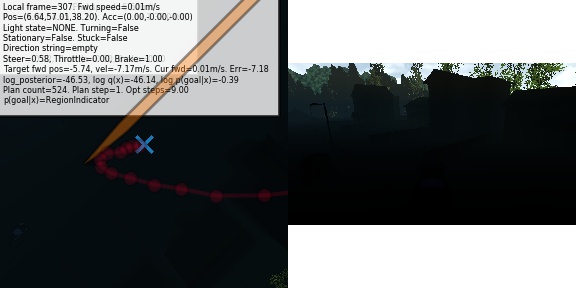 Local frame=307: Fwd speed=0.01m/s
Pos=(6.64,57.01,38.20). Acc=(0.00,-0.00,-0.00)
Light state=NONE. Turning=False
Stationary=False. Stuck=False
Direction string=empty
Steer=0.58, Throttle=0.00, Brake=1.00
Target fwd pos=-5.74, vel=-7.17m/s. Cur fwd=0.01m/s. Err=-7.18
log_posterior=-46.53, log q(x)=-46.14, log p(goal|x)=-0.39
Plan count=524. Plan step=1. Opt steps=9.00
p(goal|x)=RegionIndicator